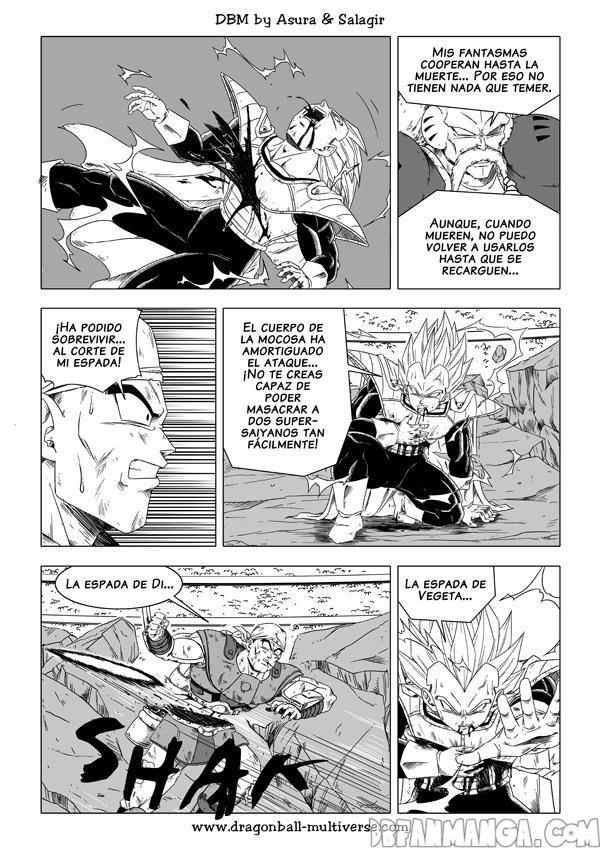 DBM by Asura & Salagir
Mis fantasmas
cooperan hasta la
muerte... Por eso no
tienen nada que temer.
Aunque, cuando
mueren, no puedo
volver a usarlos
hasta que se
recarguen...
¡Ha podido
sobrevivir...
al corte de
mi espada!
El cuerpo de
la mocosa ha
amortiguado
el ataque...
¡No te creas
capaz de
poder
masacrar a
dos super-
saiyanos tan
fácilmente!
La espada de Di...
SHAK
La espada de
Vegeta...
www.dragonball-multiverse.com
DBFANMANGA.COM